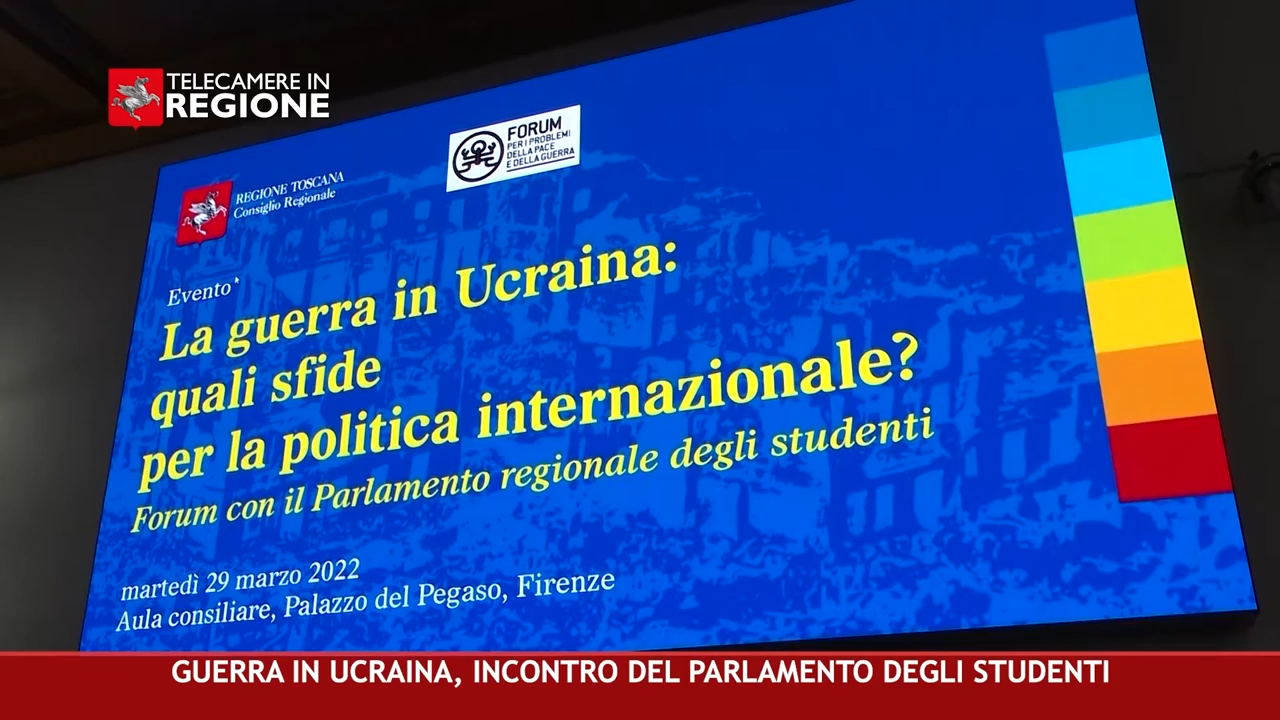 TELECAMERE IN
REGIONE
FORUM
PER I PROBLEMI
DELLA PACE
E DELLA GUERRA
REGIONE TOSCANA
Consiglio Regionale
Evento
La guerra in Ucraina:
quali sfide
per la politica internazionale?
Forum con il Parlamento regionale degli studenti
martedì 29 marzo 2022
Aula consiliare, Palazzo del Pegaso, Firenze
GUERRA IN UCRAINA, INCONTRO DEL PARLAMENTO DEGLI STUDENTI